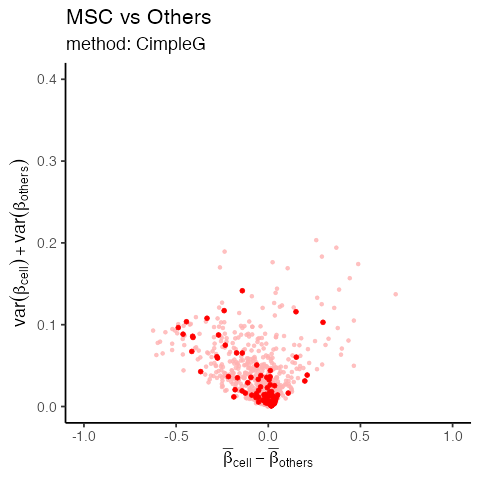 MSC vs Others
method: CimpleG
0.4
0.3
0.2
0.1
0.0
var(βcell) + var(βothers)
-1.0 -0.5 0.0 0.5 1.0
β̅cell − β̅others